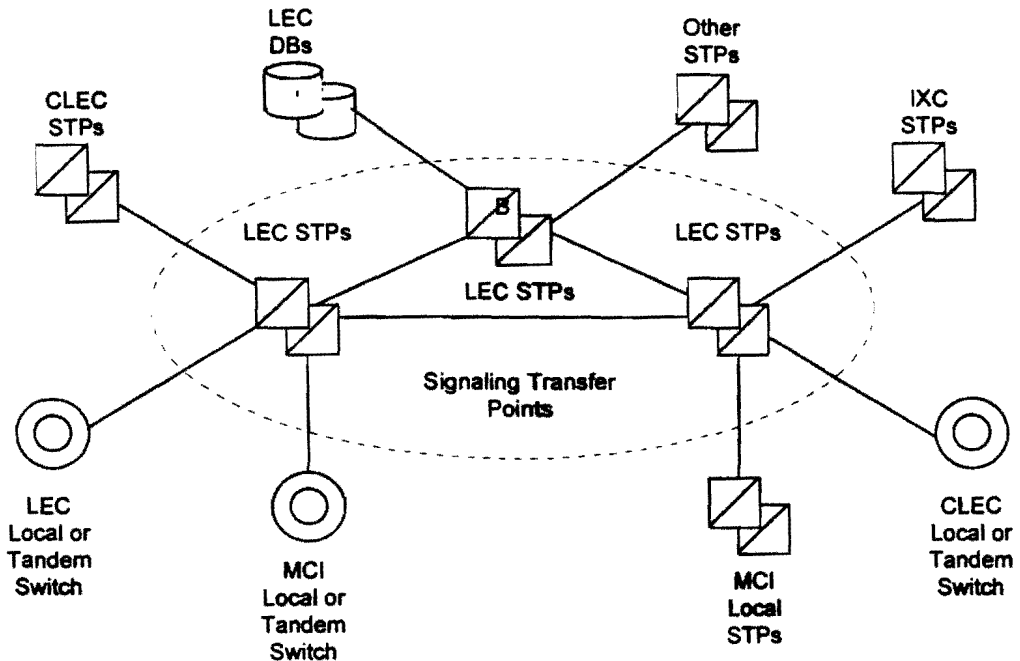 LEC
DBs
Other
STPs
CLEC
STPs
IXC
STPs
B
LEC STPs
LEC STPs
LEC STPs
Signaling Transfer
Points
LEC
Local or
Tandem
Switch
MCI
Local or
Tandem
Switch
MCI
Local
STPs
CLEC
Local or
Tandem
Switch